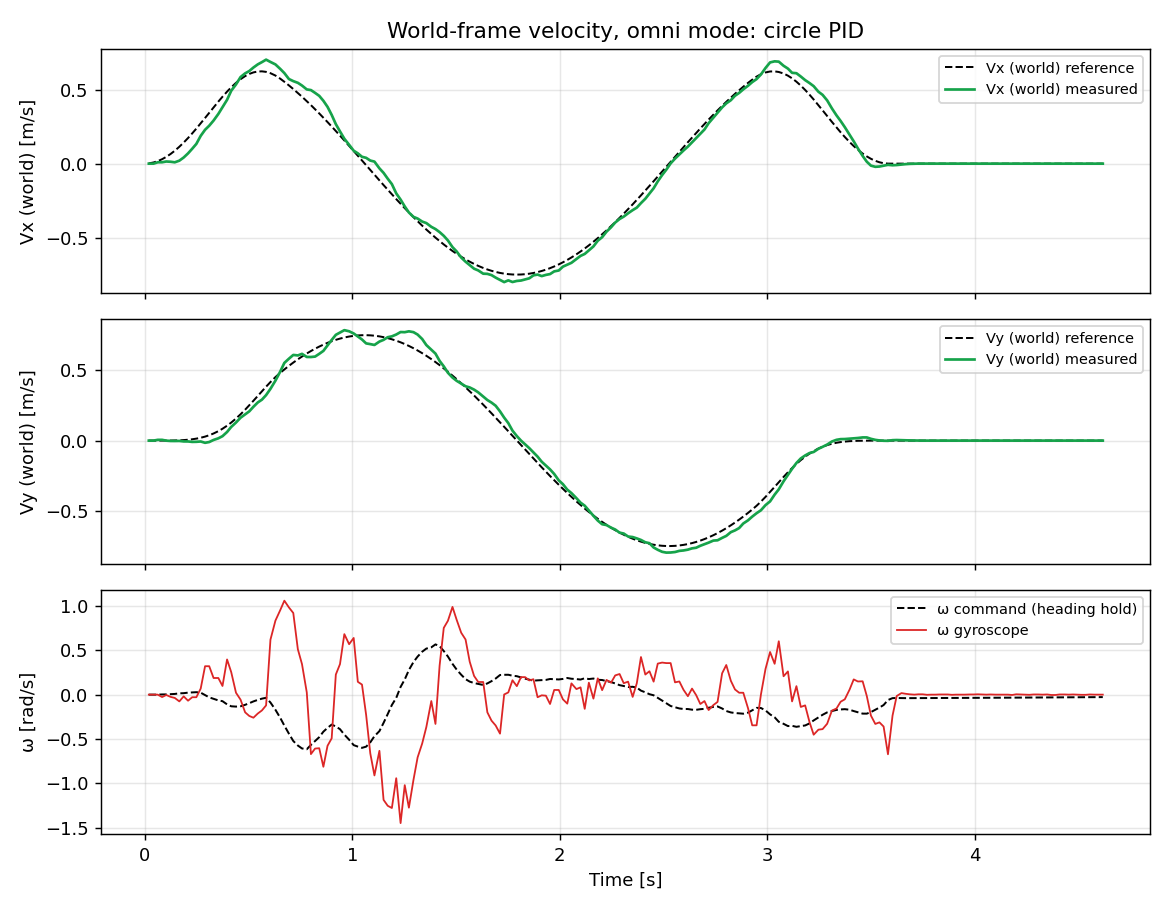 World-frame velocity, omni mode: circle PID
Vx (world) [m/s]
0.5
0.0
−0.5
Vx (world) reference
Vx (world) measured
Vy (world) [m/s]
0.5
0.0
−0.5
Vy (world) reference
Vy (world) measured
ω [rad/s]
1.0
0.5
0.0
−0.5
−1.0
−1.5
ω command (heading hold)
ω gyroscope
0 1 2 3 4
Time [s]